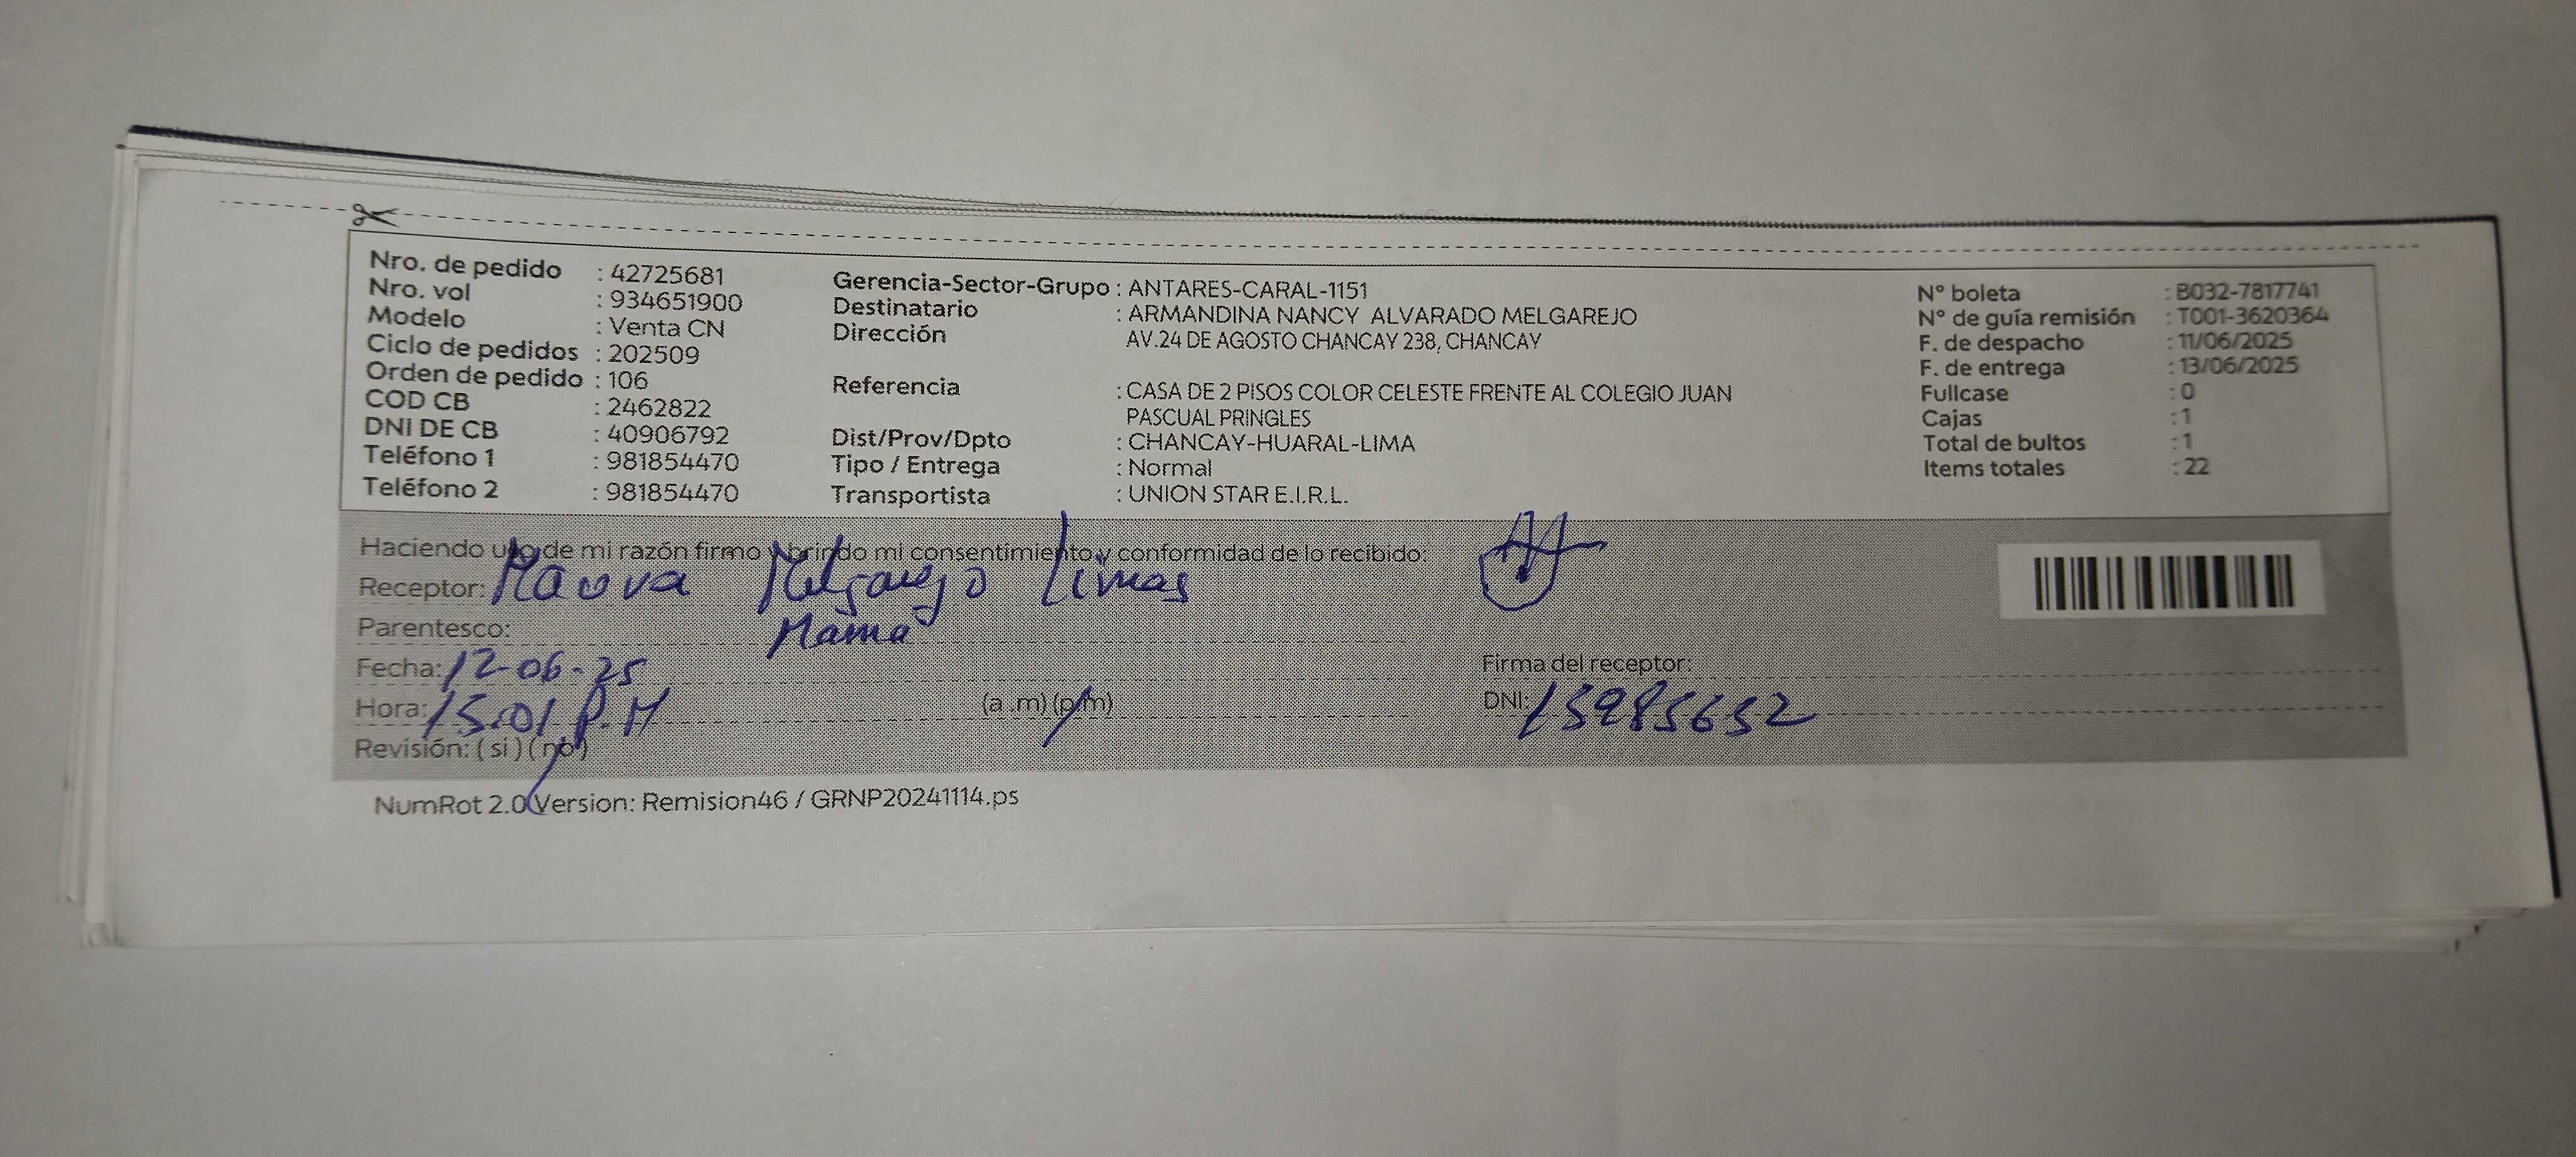 Nro. de pedido : 42725681
Nro. vol : 934651900
Modelo : Venta CN
Ciclo de pedidos : 202509
Orden de pedido : 106
COD CB : 2462822
DNI DE CB : 40906792
Teléfono 1 : 981854470
Teléfono 2 : 981854470
Gerencia-Sector-Grupo : ANTARES-CARAL-1151
Destinatario : ARMANDINA NANCY ALVARADO MELGAREJO
Dirección AV.24 DE AGOSTO CHANCAY 238, CHANCAY
Referencia : CASA DE 2 PISOS COLOR CELESTE FRENTE AL COLEGIO JUAN
PASCUAL PRINGLES
Dist/Prov/Dpto : CHANCAY-HUARAL-LIMA
Tipo / Entrega : Normal
Transportista : UNION STAR E.I.R.L.
N° boleta : B032-7817741
N° de guía remisión : T001-3620364
F. de despacho : 11/06/2025
F. de entrega : 13/06/2025
Fullcase : 0
Cajas : 1
Total de bultos : 1
Items totales : 22
Haciendo uso de mi razón firmo y brindo mi consentimiento y conformidad de lo recibido:
Receptor: Melgarejo
Parentesco: Mama
Fecha: 12-06-25
Hora: 15:01 P.M (a .m) (p.m)
Revisión: ( si ) ( no )
Firma del receptor:
DNI: 15985652
NumRot 2.0 Version: Remision46 / GRNP20241114.ps